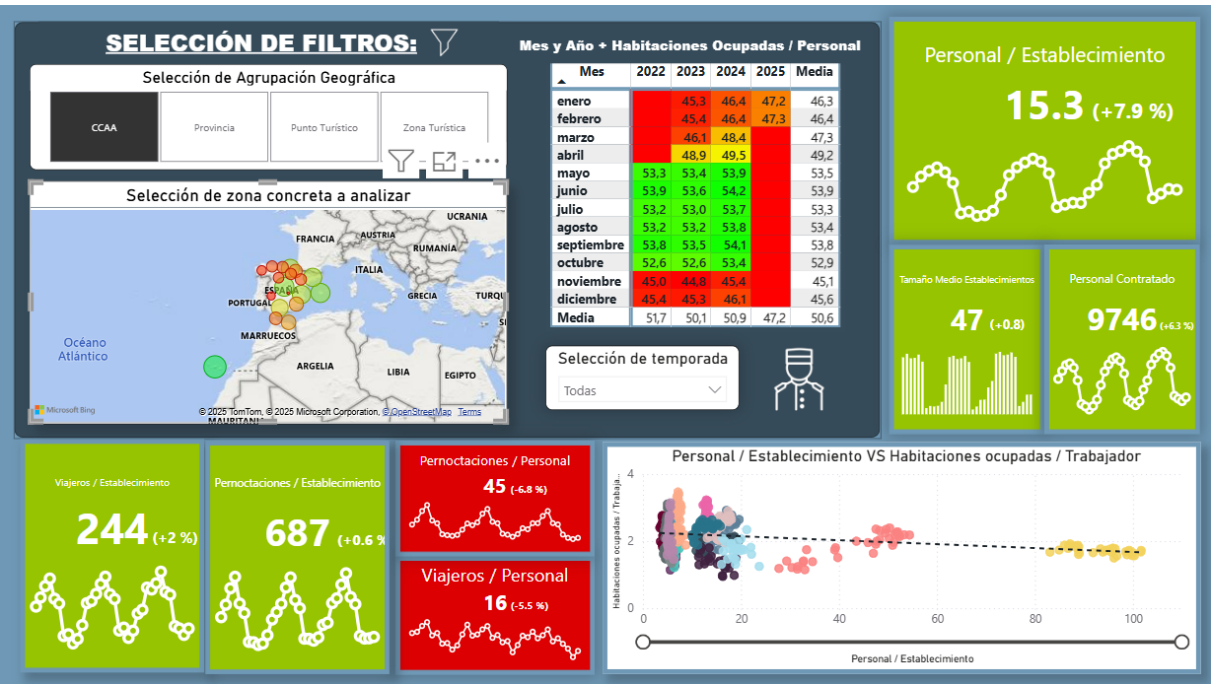 SELECCIÓN DE FILTROS:
Selección de Agrupación Geográfica
CCAA
Provincia
Punto Turístico
Zona Turística
Selección de zona concreta a analizar
UCRANIA
FRANCIA
AUSTRIA
RUMANÍA
ITALIA
ESPAÑA
PORTUGAL
GRECIA
TURQU
MARRUECOS
SI
Océano
Atlántico
ARGELIA
LIBIA
EGIPTO
Microsoft Bing
© 2025 TomTom, © 2025 Microsoft Corporation, © OpenStreetMap Terms
MAURITANIA
Mes y Año + Habitaciones Ocupadas / Personal
Mes 2022 2023 2024 2025 Media
enero 45,3 46,4 47,2 46,3
febrero 45,4 46,4 47,3 46,4
marzo 46,1 48,4 47,3
abril 48,9 49,5 49,2
mayo 53,3 53,4 53,9 53,5
junio 53,9 53,6 54,2 53,9
julio 53,2 53,0 53,7 53,3
agosto 53,2 53,2 53,8 53,4
septiembre 53,8 53,5 54,1 53,8
octubre 52,6 52,6 53,4 52,9
noviembre 45,0 44,8 45,4 45,1
diciembre 45,4 45,3 46,1 45,6
Media 51,7 50,1 50,9 47,2 50,6
Selección de temporada
Todas
Personal / Establecimiento
15.3 (+7.9 %)
Tamaño Medio Establecimientos
47 (+0.8)
Personal Contratado
9746 (+6.3 %)
Viajeros / Establecimiento
244 (+2 %)
Pernoctaciones / Establecimiento
687 (+0.6 %
Pernoctaciones / Personal
45 (-6.8 %)
Viajeros / Personal
16 (-5.5 %)
Personal / Establecimiento VS Habitaciones ocupadas / Trabajador
Habitaciones ocupadas / Trabaja...
4
2
0
0 20 40 60 80 100
Personal / Establecimiento